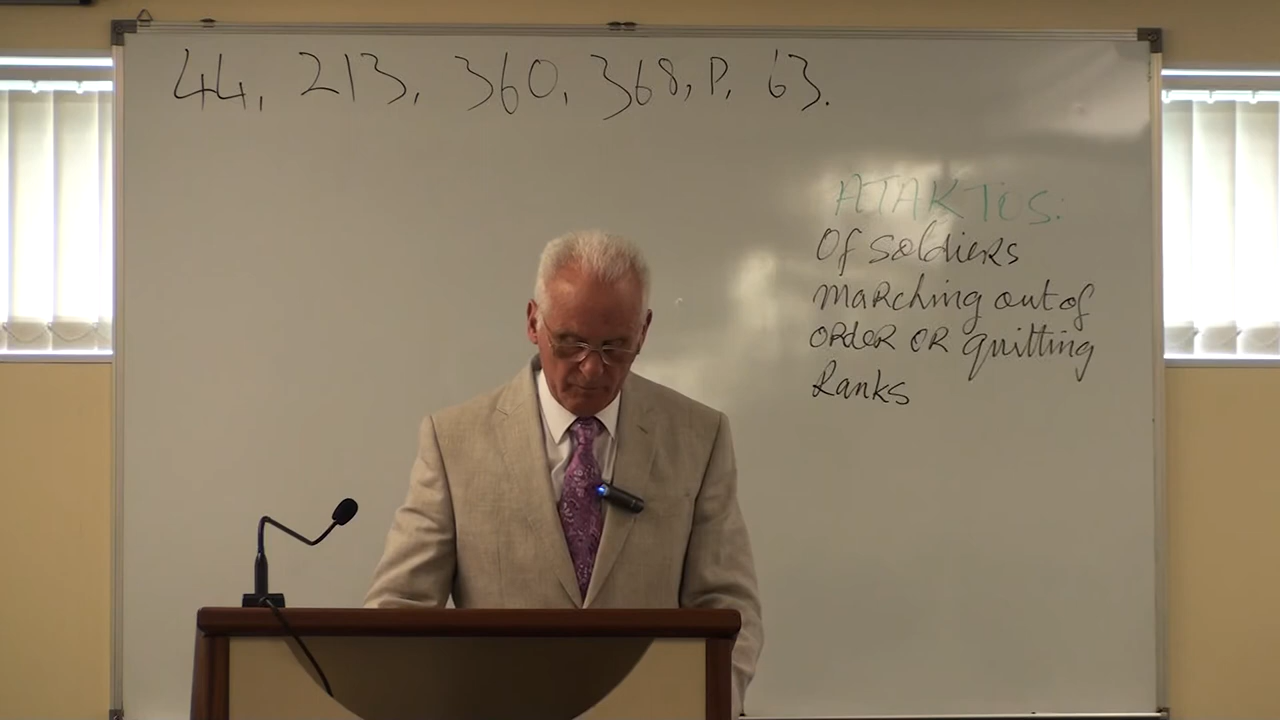 44, 213, 360, 368, P, 63.
ATAKTOS:
Of soldiers
marching out of
order or quitting
Ranks